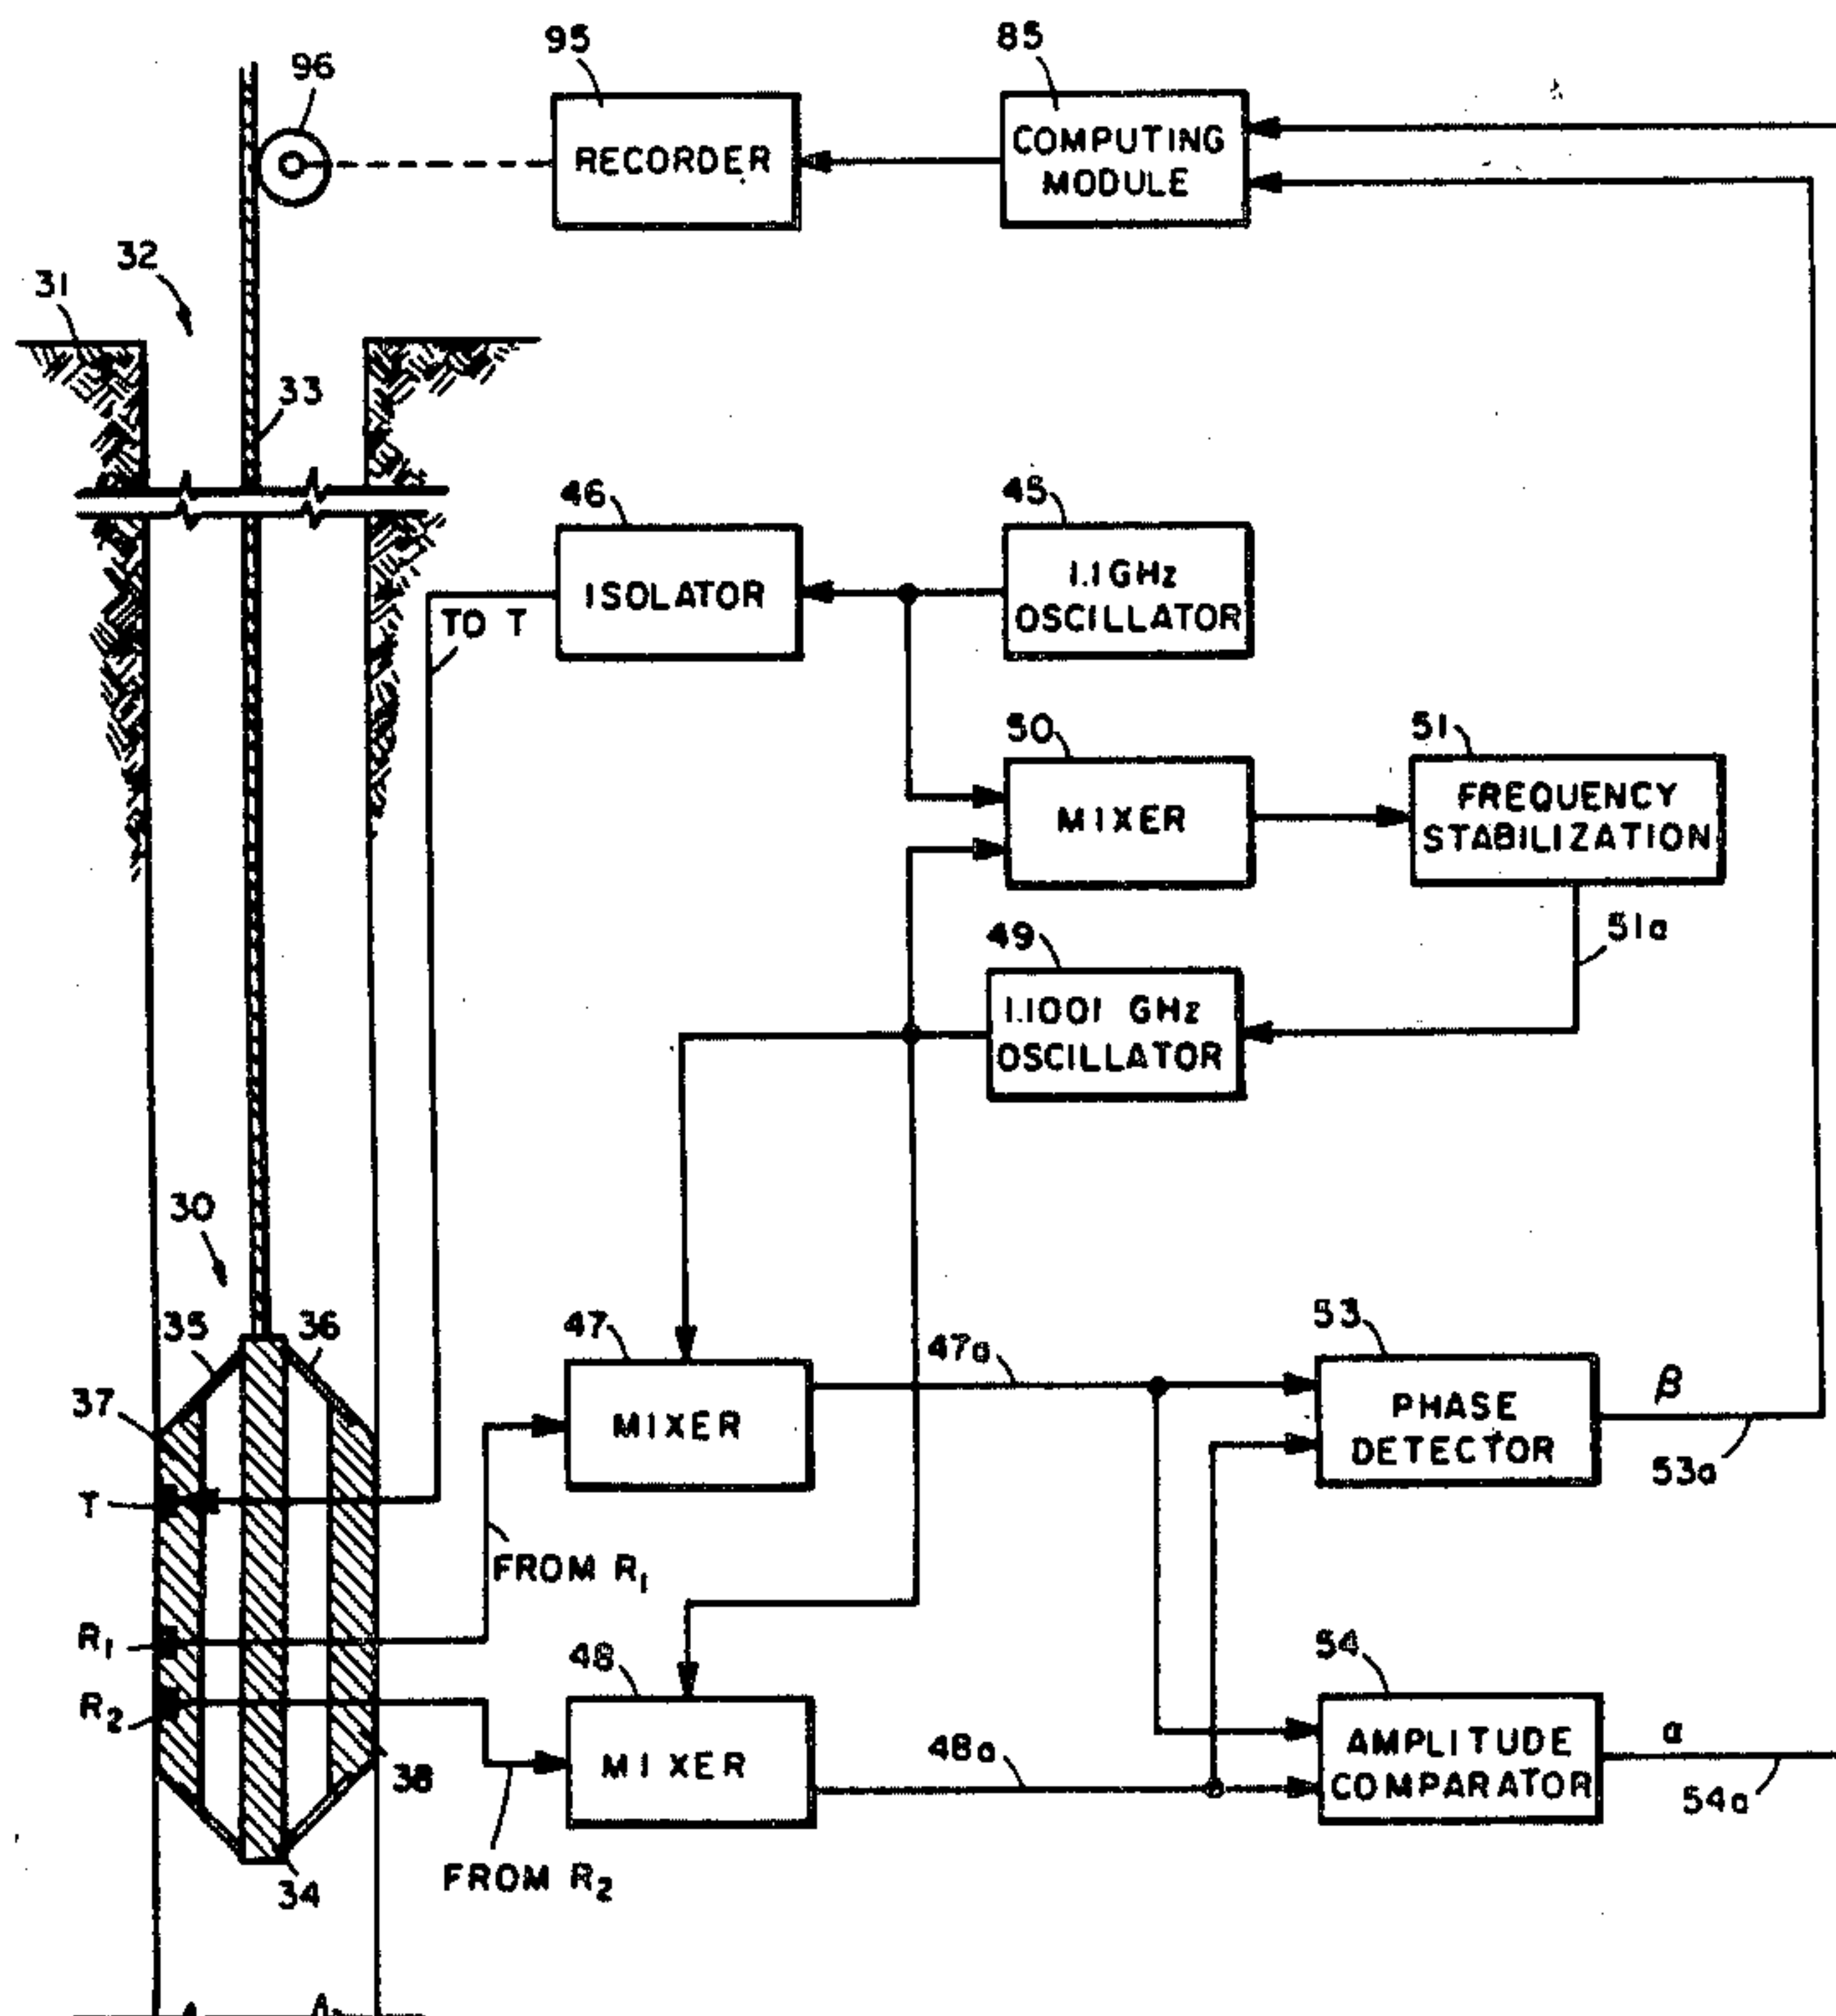 95
85
96
RECORDER
COMPUTING
MODULE
32
31
33
46
45
ISOLATOR
1.1 GHz
OSCILLATOR
TO T
50
51
MIXER
FREQUENCY
STABILIZATION
51a
49
1.1001 GHz
OSCILLATOR
30
35
36
47
47a
53
37
MIXER
PHASE
DETECTOR
β
53a
T
FROM R1
R1
48
54
R2
MIXER
48a
AMPLITUDE
COMPARATOR
α
54a
38
FROM R2
34